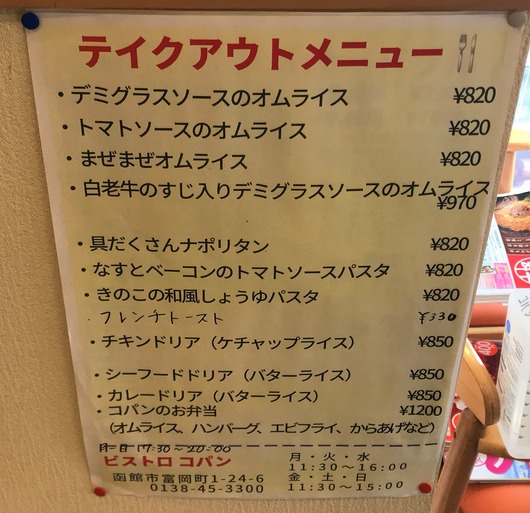 テイクアウトメニュー
・デミグラスソースのオムライス ¥820
・トマトソースのオムライス ¥820
・まぜまぜオムライス ¥820
・白老牛のすじ入りデミグラスソースのオムライス
¥970
・具だくさんナポリタン ¥820
・なすとベーコンのトマトソースパスタ ¥820
・きのこの和風しょうゆパスタ ¥820
・フレンチトースト ¥330
・チキンドリア（ケチャップライス） ¥850
・シーフードドリア（バターライス） ¥850
・カレードリア（バターライス） ¥850
・コパンのお弁当 ¥1200
（オムライス、ハンバーグ、エビフライ、からあげなど）
17:30~20:00
ビストロ コパン
函館市富岡町1-24-6
0138-45-3300
月・火・水
11:30～16:00
金・土・日
11:30～15:00